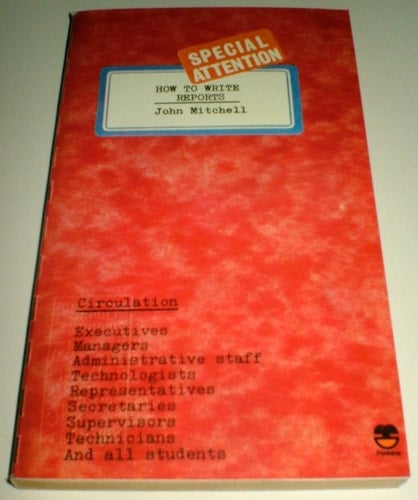 SPECIAL
ATTENTION
HOW TO WRITE
REPORTS
John Mitchell
Circulation
Executives
Managers
Administrative staff
Technologists
Representatives
Secretaries
Supervisors
Technicians
And all students
Fontana